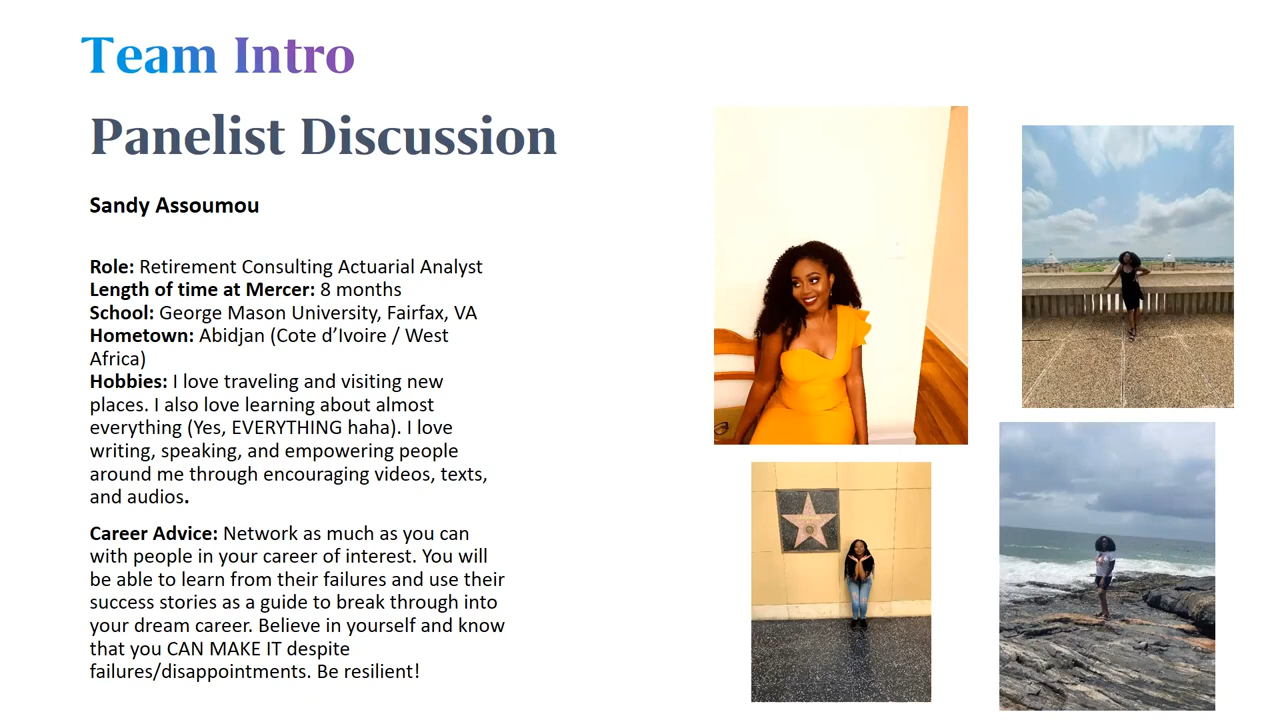 Team Intro
Panelist Discussion
Sandy Assoumou
Role: Retirement Consulting Actuarial Analyst
Length of time at Mercer: 8 months
School: George Mason University, Fairfax, VA
Hometown: Abidjan (Cote d’Ivoire / West
Africa)
Hobbies: I love traveling and visiting new
places. I also love learning about almost
everything (Yes, EVERYTHING haha). I love
writing, speaking, and empowering people
around me through encouraging videos, texts,
and audios.
Career Advice: Network as much as you can
with people in your career of interest. You will
be able to learn from their failures and use their
success stories as a guide to break through into
your dream career. Believe in yourself and know
that you CAN MAKE IT despite
failures/disappointments. Be resilient!